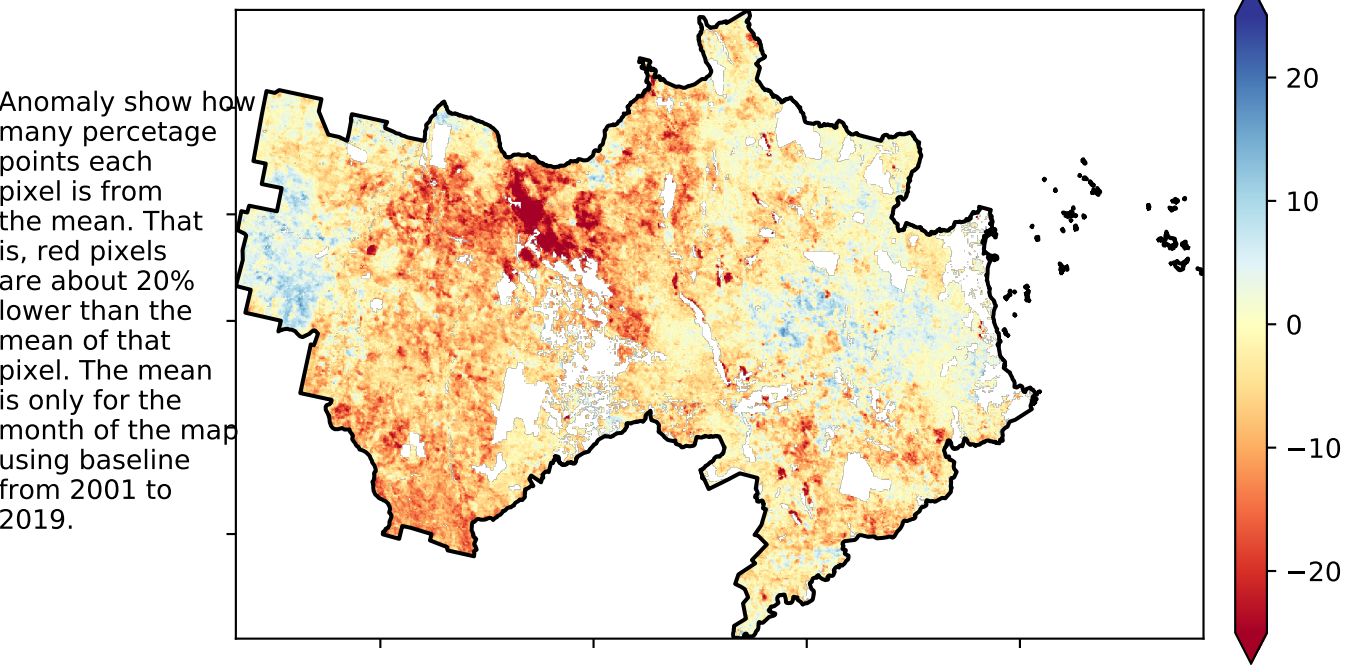 Anomaly show how
many percetage
points each
pixel is from
the mean. That
is, red pixels
are about 20%
lower than the
mean of that
pixel. The mean
is only for the
month of the map
using baseline
from 2001 to
2019.
20
10
0
−10
−20